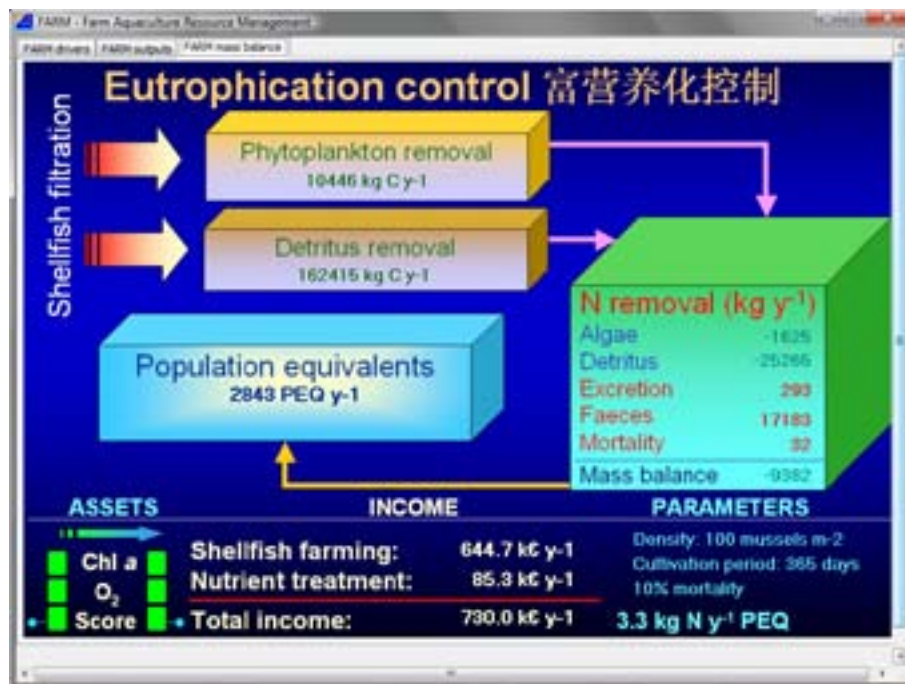 FARM - Farm Aquaculture Resource Management
FARM drivers
FARM outputs
FARM mass balance
Eutrophication control 富营养化控制
Shellfish filtration
Phytoplankton removal
10446 kg C y-1
Detritus removal
162415 kg C y-1
N removal (kg y-1)
Algae -1625
Detritus -25265
Excretion 293
Faeces 17183
Mortality 32
Mass balance -9382
Population equivalents
2843 PEQ y-1
ASSETS
Chl a
O2
Score
INCOME
Shellfish farming: 644.7 k€ y-1
Nutrient treatment: 85.3 k€ y-1
Total income: 730.0 k€ y-1
PARAMETERS
Density: 100 mussels m-2
Cultivation period: 365 days
10% mortality
3.3 kg N y-1 PEQ